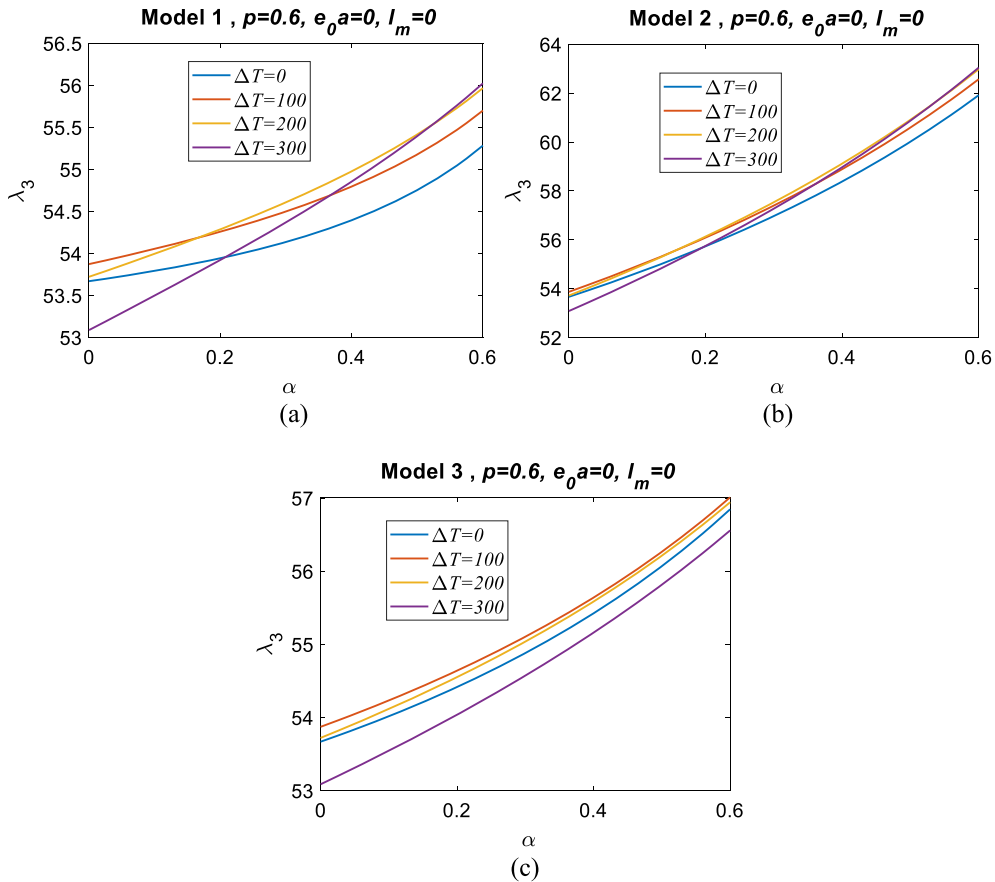 Model 1 , p=0.6, e₀a=0, lₘ=0
56.5
56
55.5
55
54.5
54
53.5
53
λ₃
ΔT=0
ΔT=100
ΔT=200
ΔT=300
0
0.2
0.4
0.6
α
(a)
Model 2 , p=0.6, e₀a=0, lₘ=0
64
62
60
58
56
54
52
λ₃
ΔT=0
ΔT=100
ΔT=200
ΔT=300
0
0.2
0.4
0.6
α
(b)
Model 3 , p=0.6, e₀a=0, lₘ=0
57
56
55
54
53
λ₃
ΔT=0
ΔT=100
ΔT=200
ΔT=300
0
0.2
0.4
0.6
α
(c)